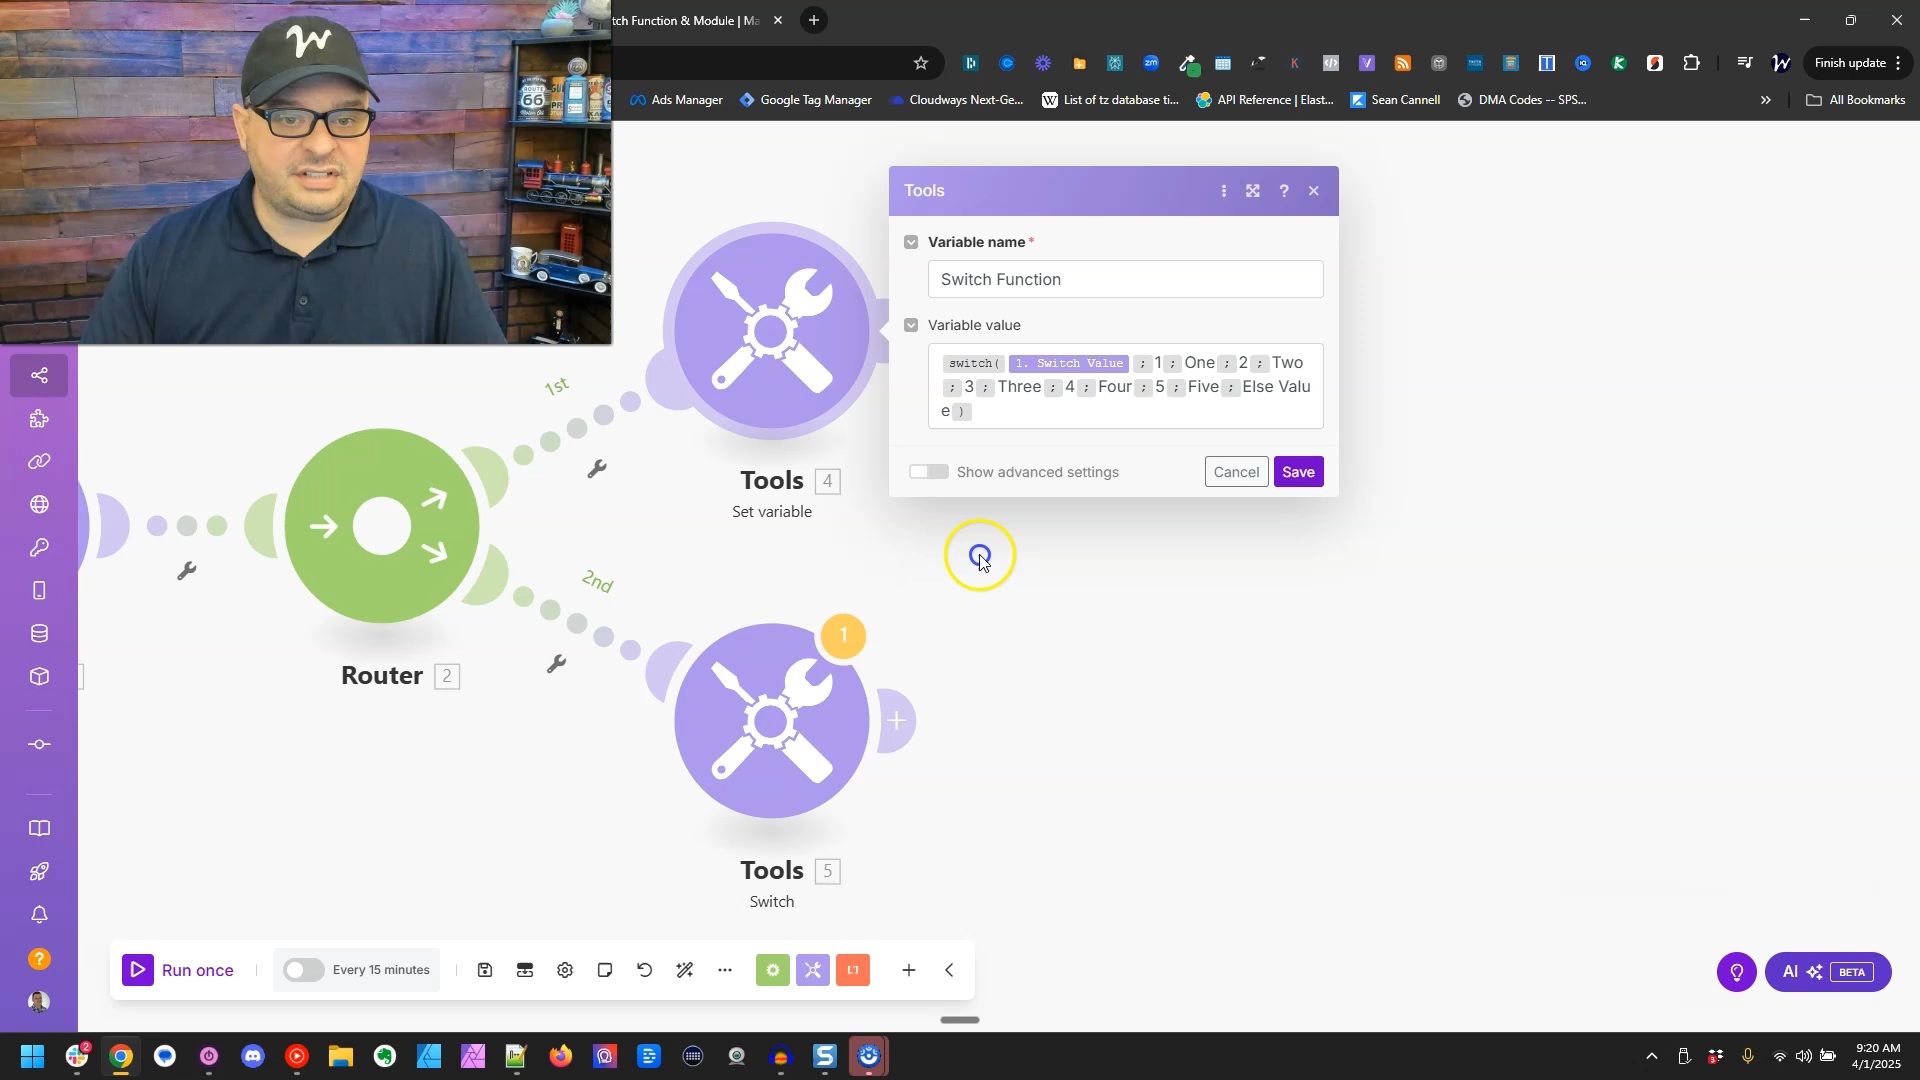 tch Function & Module | Ma
Finish update
Ads Manager
Google Tag Manager
Cloudways Next-Ge...
List of tz database ti...
API Reference | Elast...
Sean Cannell
DMA Codes -- SPS...
All Bookmarks
ROUTE
66
Tools
Variable name *
Switch Function
Variable value
switch( 1. Switch Value ; 1 ; One ; 2 ; Two
; 3 ; Three ; 4 ; Four ; 5 ; Five ; Else Valu
e )
Show advanced settings
Cancel
Save
1st
Tools 4
Set variable
2nd
Router 2
1
Tools 5
Switch
Run once
Every 15 minutes
AI
BETA
9:20 AM
4/1/2025